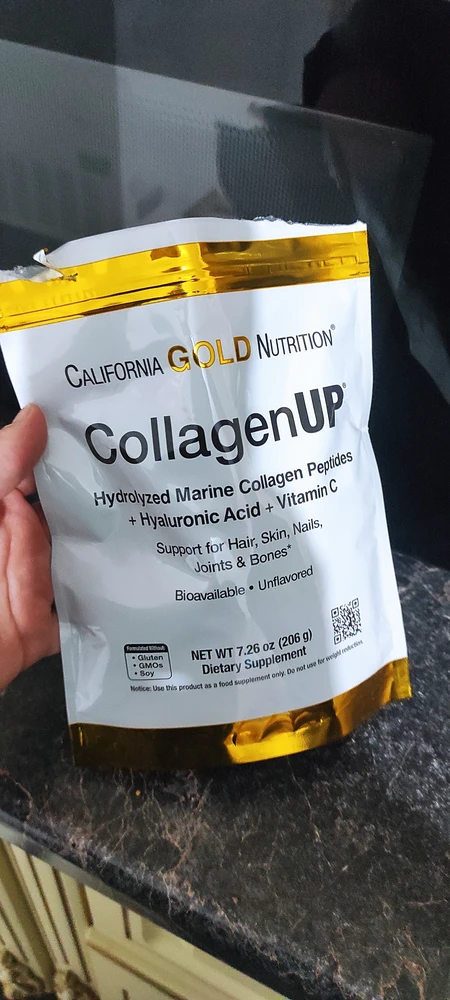 CALIFORNIA GOLD NUTRITION®
CollagenUP®
Hydrolyzed Marine Collagen Peptides
+ Hyaluronic Acid + Vitamin C
Support for Hair, Skin, Nails,
Joints & Bones*
Bioavailable • Unflavored
Formulated Without:
• Gluten
• GMOs
• Soy
NET WT 7.26 oz (206 g)
Dietary Supplement
Notice: Use this product as a food supplement only. Do not use for weight reduction.